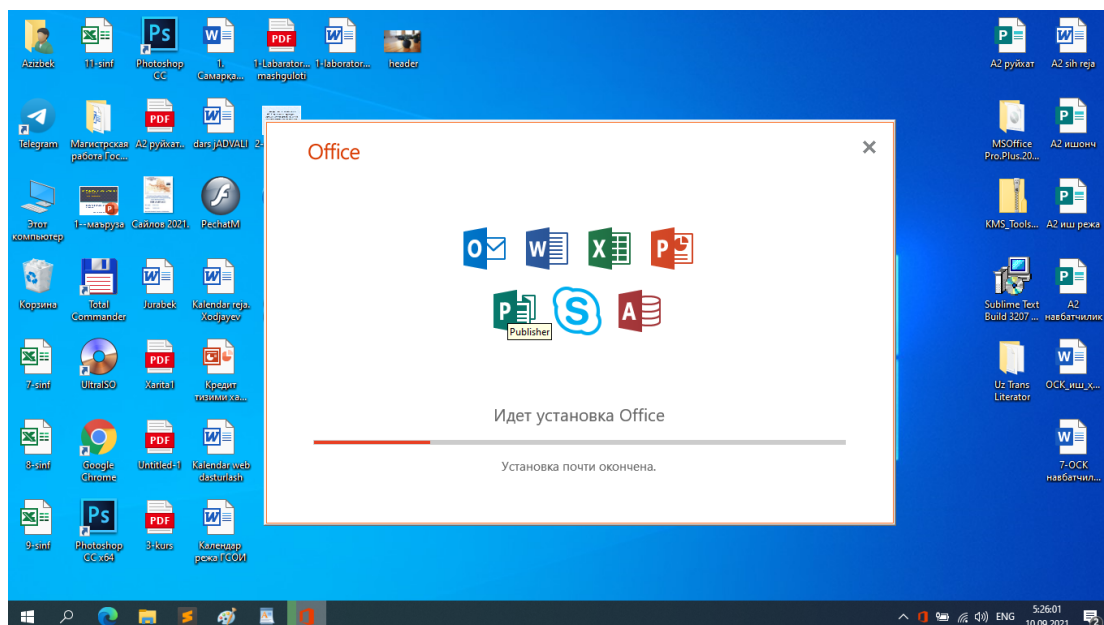 Azizbek
11-sinf
Photoshop
CC
1.
Самарқа...
1-Labarator...
mashguloti
1-laborator...
header
A2 руйхат
A2 sih reja
Telegram
Магистрская
работа Гос...
A2 руйхат..
dars jADVALI
2-
MSOffice
Pro.Plus.20...
A2 ишонч
Office
Этот
компьютер
1--маъруза
Сайлов 2021.
PechatM
KMS_Tools...
A2 иш режа
Publisher
Корзина
Total
Commander
Jurabek
Kalendar reja.
Xodjayev
Sublime Text
Build 3207 ...
A2
навбатчилик
7-sinf
UltraISO
Xarita1
Кредит
тизими ха...
Uz Trans
Literator
ОСК_иш_х...
Идет установка Office
Установка почти окончена.
8-sinf
Google
Chrome
Untitled-1
Kalendar web
dasturlash
7-ОСК
навбатчил...
9-sinf
Photoshop
CC x64
3-kurs
Календар
режа ГСОИ
ENG
5:26:01
10.09.2021